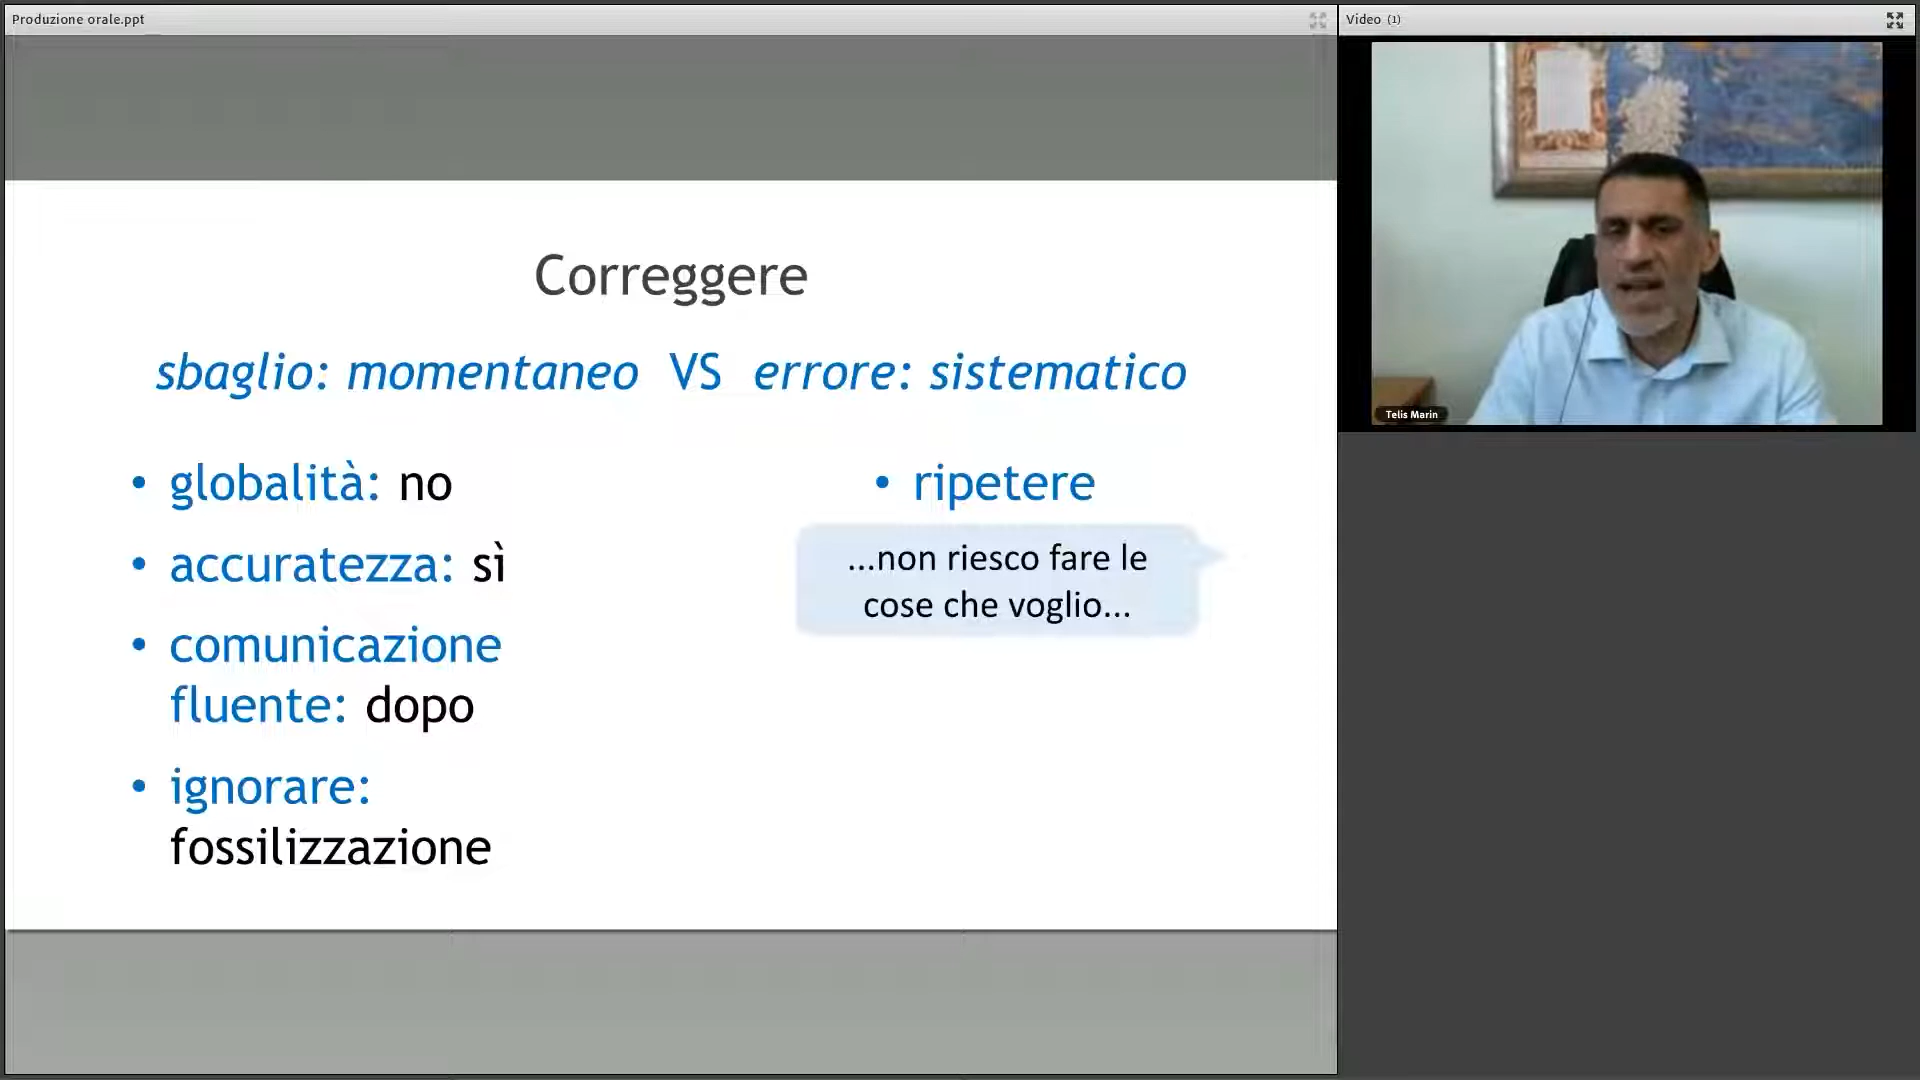 Produzione orale.ppt
Video (1)
Telis Marin
Correggere
sbaglio: momentaneo VS errore: sistematico
• globalità: no
• accuratezza: sì
• comunicazione
fluente: dopo
• ignorare:
fossilizzazione
• ripetere
...non riesco fare le
cose che voglio...